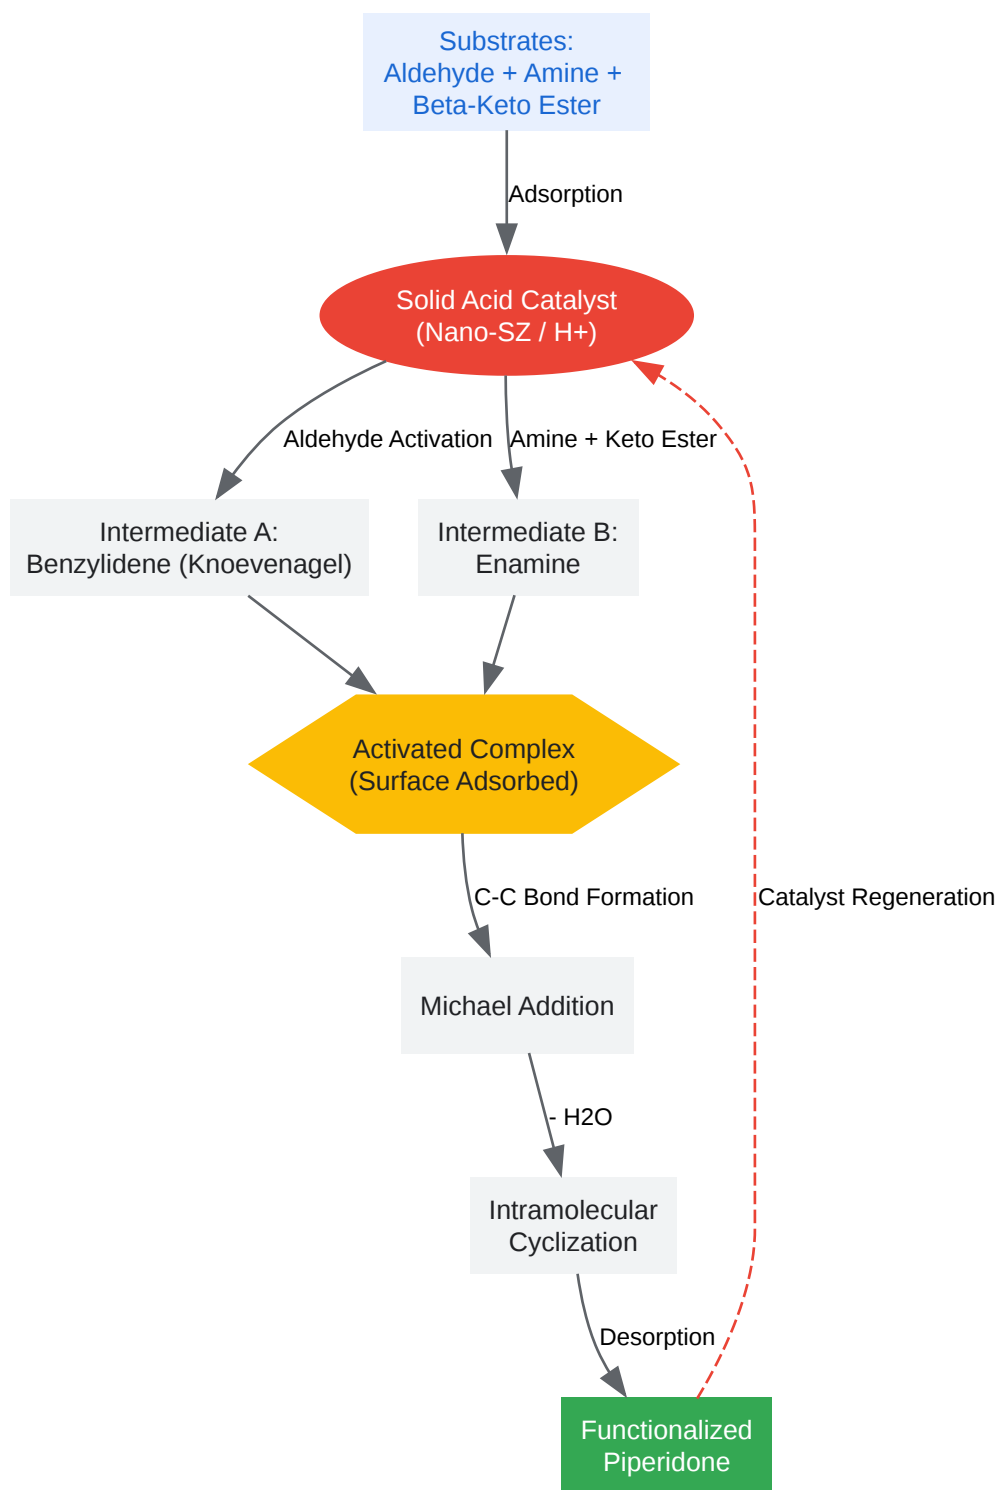 Substrates:
Aldehyde + Amine +
Beta-Keto Ester
Adsorption
Solid Acid Catalyst
(Nano-SZ / H+)
Aldehyde Activation
Amine + Keto Ester
Intermediate A:
Benzylidene (Knoevenagel)
Intermediate B:
Enamine
Activated Complex
(Surface Adsorbed)
C-C Bond Formation
Catalyst Regeneration
Michael Addition
- H2O
Intramolecular
Cyclization
Desorption
Functionalized
Piperidone